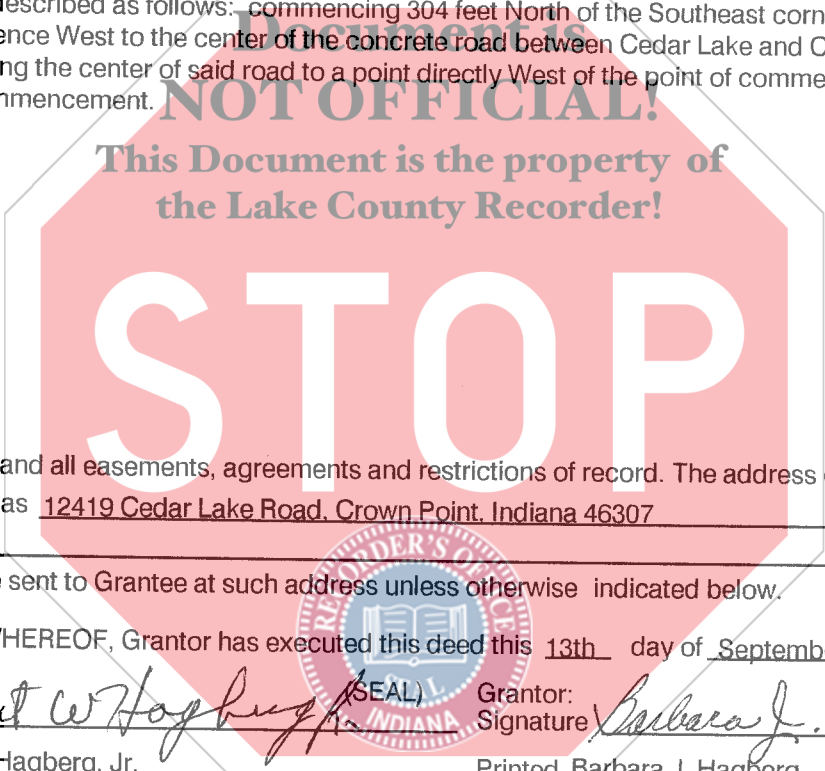 described as follows: commencing 304 feet North of the Southeast corn
ence West to the center of the concrete road between Cedar Lake and C
ng the center of said road to a point directly West of the point of comme
mmencement.
Document is
NOT OFFICIAL!
This Document is the property of
the Lake County Recorder!
STOP
and all easements, agreements and restrictions of record. The address
as 12419 Cedar Lake Road, Crown Point, Indiana 46307
sent to Grantee at such address unless otherwise indicated below.
HEREOF, Grantor has executed this deed this 13th day of Septemb
RECORDER'S OFFICE
SEAL
INDIANA
W Hagberg Jr. (SEAL) Grantor:
Signature Barbara J.
Hagberg, Jr. Printed Barbara J. Hagberg